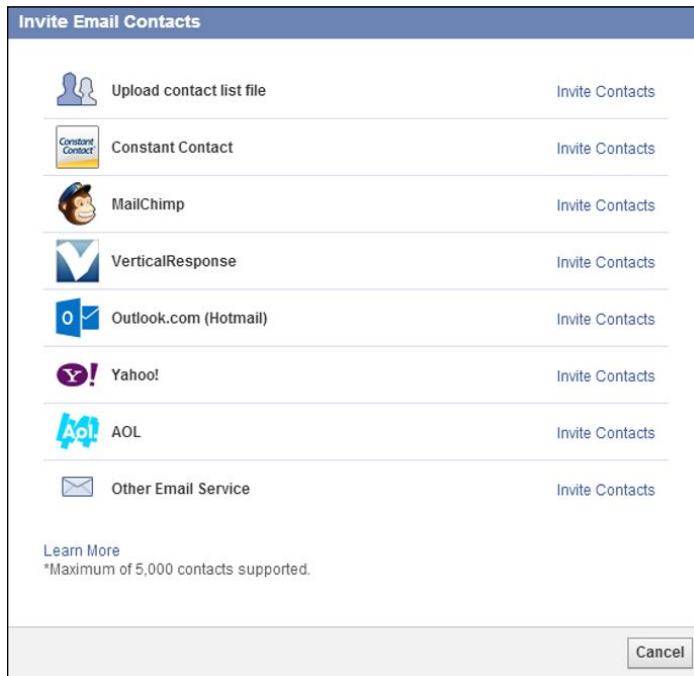 Invite Email Contacts
Upload contact list file Invite Contacts
Constant Contact Constant Contact Invite Contacts
MailChimp Invite Contacts
VerticalResponse Invite Contacts
O Outlook.com (Hotmail) Invite Contacts
Y! Yahoo! Invite Contacts
Aol. AOL Invite Contacts
Other Email Service Invite Contacts
Learn More
*Maximum of 5,000 contacts supported.
Cancel